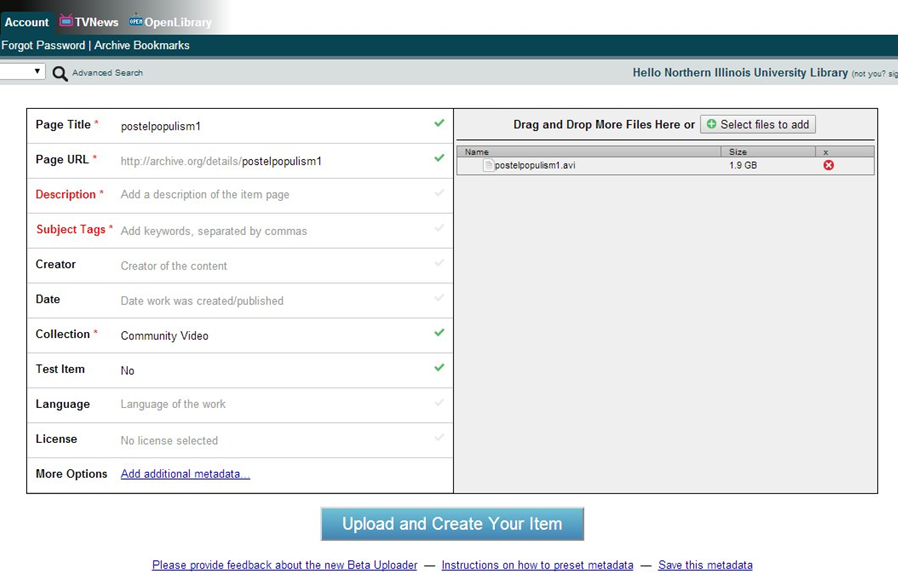 Account TVNews OPEN OpenLibrary
Forgot Password | Archive Bookmarks
Advanced Search Hello Northern Illinois University Library (not you? sig
Page Title * postelpopulism1
Page URL * http://archive.org/details/postelpopulism1
Description * Add a description of the item page
Subject Tags * Add keywords, separated by commas
Creator Creator of the content
Date Date work was created/published
Collection * Community Video
Test Item No
Language Language of the work
License No license selected
More Options Add additional metadata...
Drag and Drop More Files Here or Select files to add
Name Size x
postelpopulism1.avi 1.9 GB
Upload and Create Your Item
Please provide feedback about the new Beta Uploader — Instructions on how to preset metadata — Save this metadata